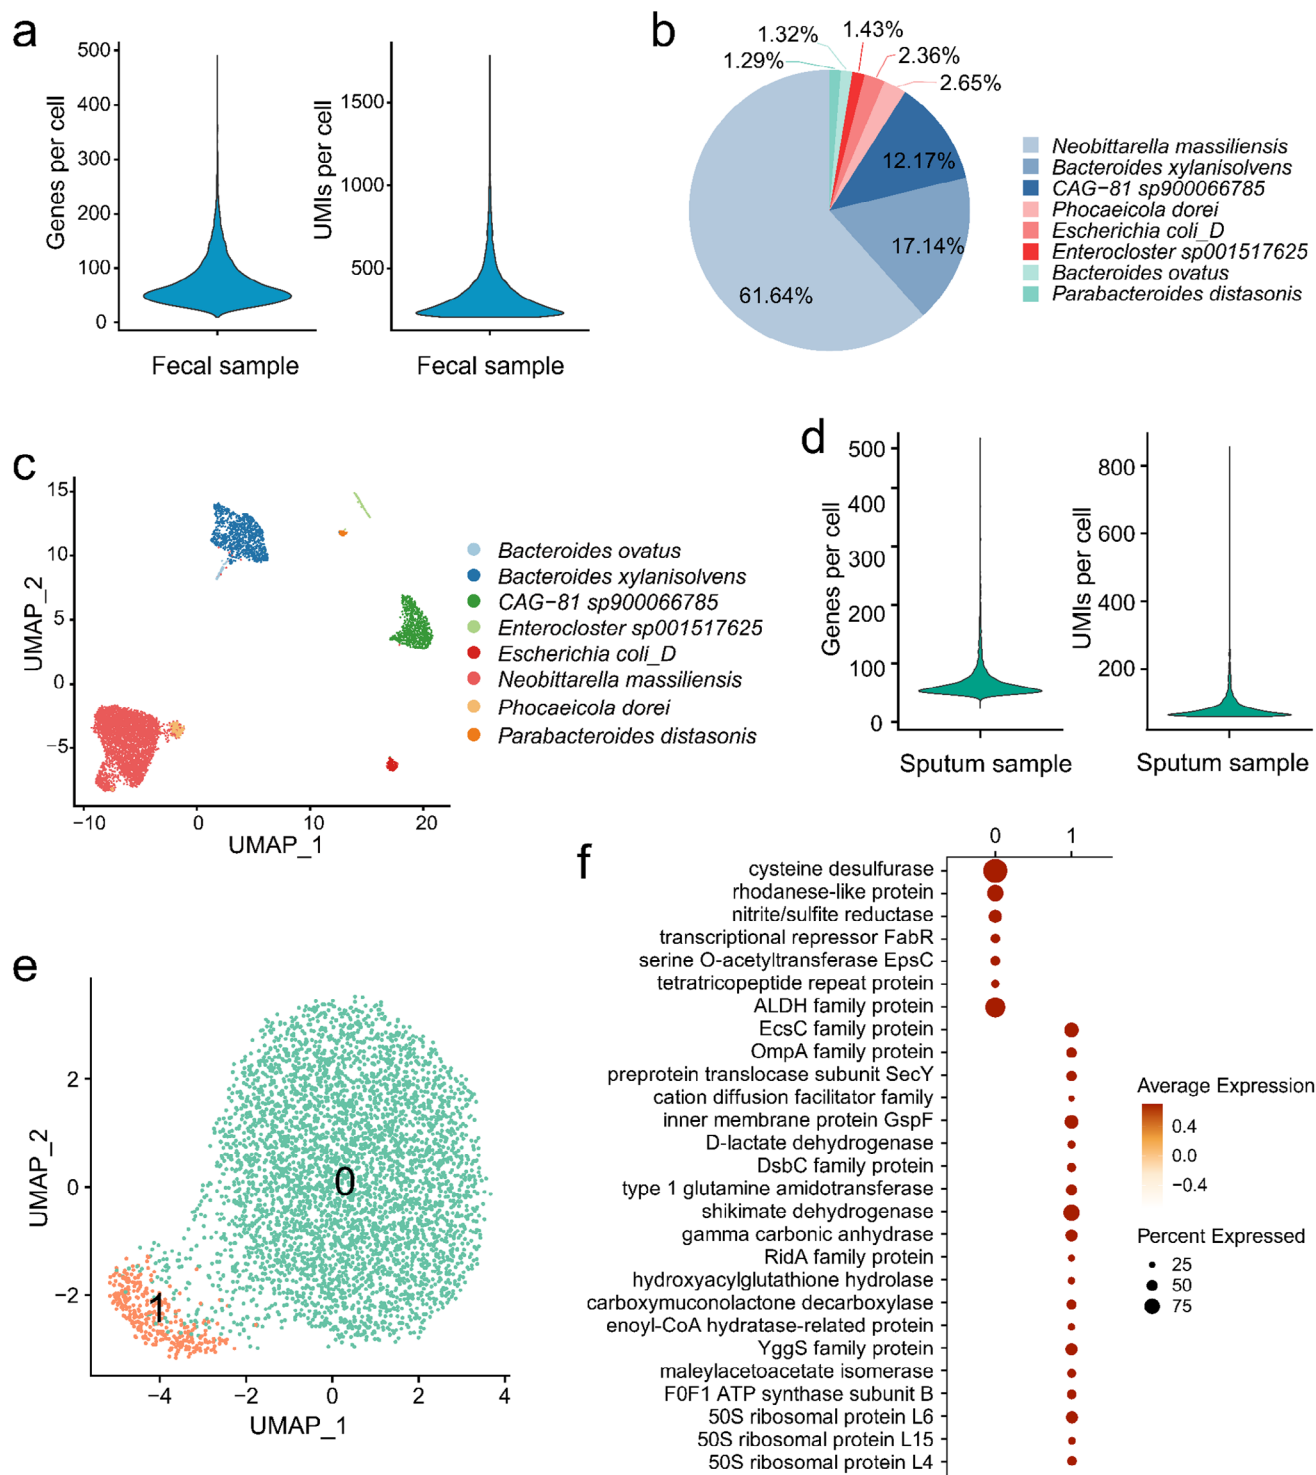 a
500
400
300
200
100
0
Genes per cell
Fecal sample
1500
1000
500
UMIs per cell
Fecal sample
b
1.29%
1.32%
1.43%
2.36%
2.65%
12.17%
17.14%
61.64%
Neobittarella massiliensis
Bacteroides xylanisolvens
CAG−81 sp900066785
Phocaeicola dorei
Escherichia coli_D
Enterocloster sp001517625
Bacteroides ovatus
Parabacteroides distasonis
c
15
10
5
0
−5
UMAP_2
−10 0 10 20
UMAP_1
Bacteroides ovatus
Bacteroides xylanisolvens
CAG−81 sp900066785
Enterocloster sp001517625
Escherichia coli_D
Neobittarella massiliensis
Phocaeicola dorei
Parabacteroides distasonis
d
500
400
300
200
100
0
Genes per cell
Sputum sample
800
600
400
200
UMIs per cell
Sputum sample
e
2
0
−2
UMAP_2
0
1
−4 −2 0 2 4
UMAP_1
f
0 1
cysteine desulfurase
rhodanese-like protein
nitrite/sulfite reductase
transcriptional repressor FabR
serine O-acetyltransferase EpsC
tetratricopeptide repeat protein
ALDH family protein
EcsC family protein
OmpA family protein
preprotein translocase subunit SecY
cation diffusion facilitator family
inner membrane protein GspF
D-lactate dehydrogenase
DsbC family protein
type 1 glutamine amidotransferase
shikimate dehydrogenase
gamma carbonic anhydrase
RidA family protein
hydroxyacylglutathione hydrolase
carboxymuconolactone decarboxylase
enoyl-CoA hydratase-related protein
YggS family protein
maleylacetoacetate isomerase
F0F1 ATP synthase subunit B
50S ribosomal protein L6
50S ribosomal protein L15
50S ribosomal protein L4
Average Expression
0.4
0.0
−0.4
Percent Expressed
25
50
75